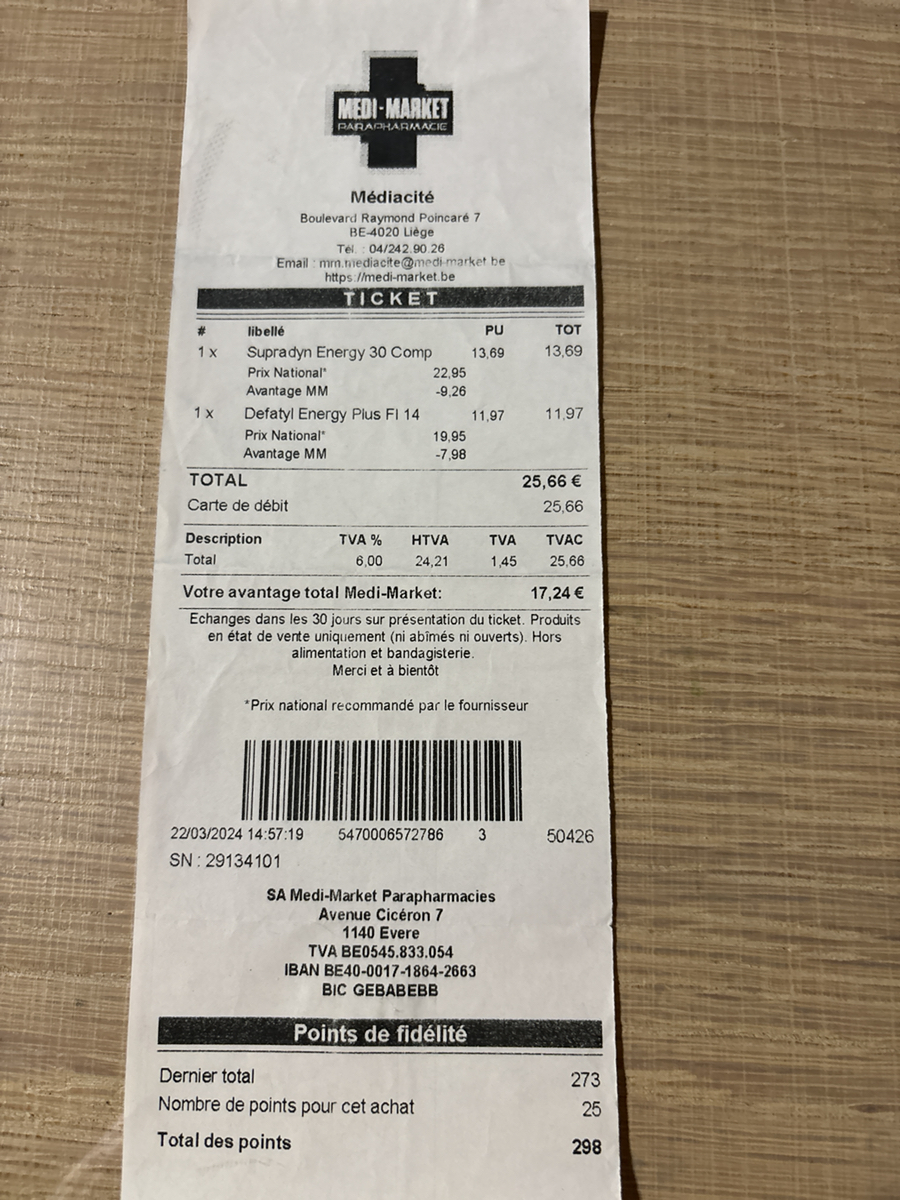 MEDI-MARKET
PARAPHARMACIE
Médiacité
Boulevard Raymond Poincaré 7
BE-4020 Liège
Tél. : 04/242.90.26
Email : mm.mediacite@medi-market.be
https://medi-market.be
TICKET
# libellé PU TOT
1 x Supradyn Energy 30 Comp 13,69 13,69
Prix National* 22,95
Avantage MM -9,26
1 x Defatyl Energy Plus Fl 14 11,97 11,97
Prix National* 19,95
Avantage MM -7,98
TOTAL 25,66 €
Carte de débit 25,66
Description TVA % HTVA TVA TVAC
Total 6,00 24,21 1,45 25,66
Votre avantage total Medi-Market: 17,24 €
Echanges dans les 30 jours sur présentation du ticket. Produits
en état de vente uniquement (ni abîmés ni ouverts). Hors
alimentation et bandagisterie.
Merci et à bientôt
*Prix national recommandé par le fournisseur
22/03/2024 14:57:19 5470006572786 3 50426
SN : 29134101
SA Medi-Market Parapharmacies
Avenue Cicéron 7
1140 Evere
TVA BE0545.833.054
IBAN BE40-0017-1864-2663
BIC GEBABEBB
Points de fidélité
Dernier total 273
Nombre de points pour cet achat 25
Total des points 298